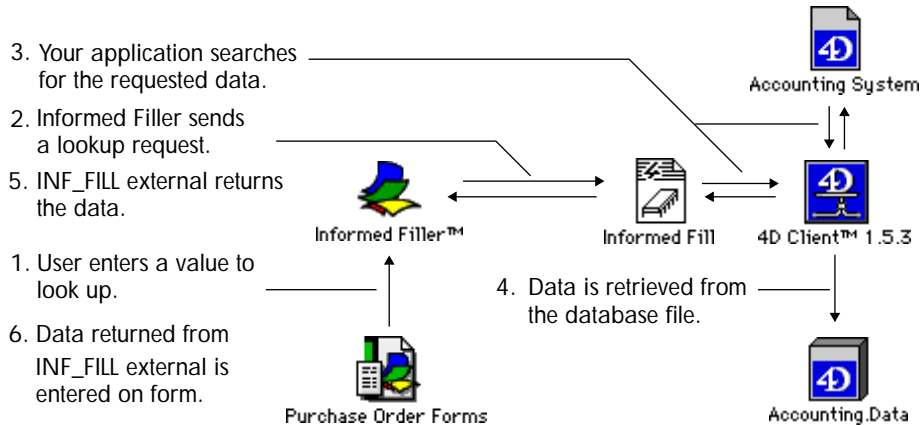 3. Your application searches
for the requested data.
2. Informed Filler sends
a lookup request.
5. INF_FILL external returns
the data.
1. User enters a value to
look up.
6. Data returned from
INF_FILL external is
entered on form.
4D
Accounting System
Informed Filler™
Informed Fill
4D
4D Client™ 1.5.3
4. Data is retrieved from
the database file.
Purchase Order Forms
4D
Accounting.Data